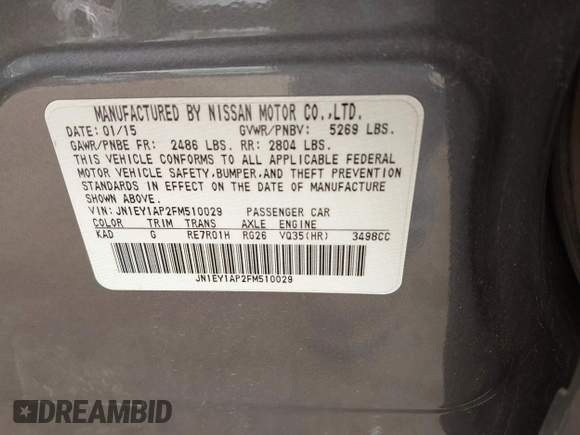 MANUFACTURED BY NISSAN MOTOR CO.,LTD.
DATE: 01/15 GVWR/PNBV: 5269 LBS.
GAWR/PNBE FR: 2486 LBS. RR: 2804 LBS.
THIS VEHICLE CONFORMS TO ALL APPLICABLE FEDERAL
MOTOR VEHICLE SAFETY,BUMPER,AND THEFT PREVENTION
STANDARDS IN EFFECT ON THE DATE OF MANUFACTURE
SHOWN ABOVE.
VIN: JN1EY1AP2FM510029 PASSENGER CAR
COLOR TRIM TRANS AXLE ENGINE
KAD G RE7R01H RG26 VQ35(HR) 3498CC
JN1EY1AP2FM510029
DREAMBID